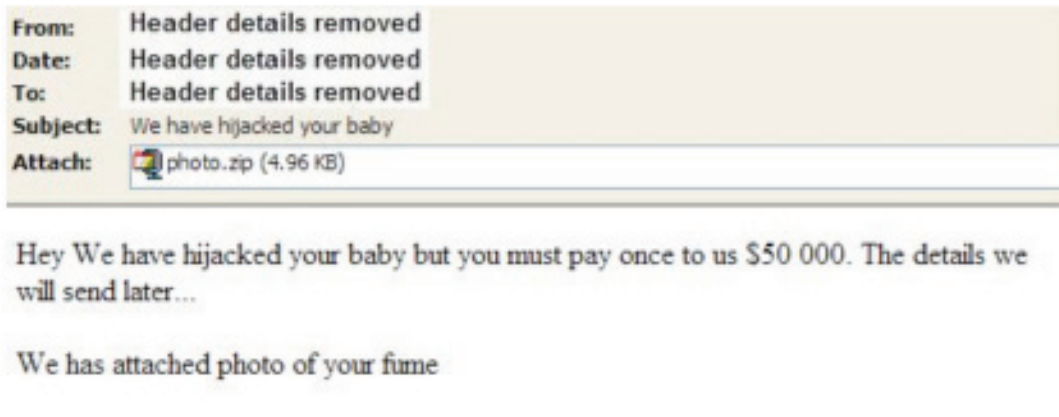 From: Header details removed
Date: Header details removed
To: Header details removed
Subject: We have hijacked your baby
Attach: photo.zip (4.96 KB)
Hey We have hijacked your baby but you must pay once to us $50 000. The details we
will send later...
We has attached photo of your fume